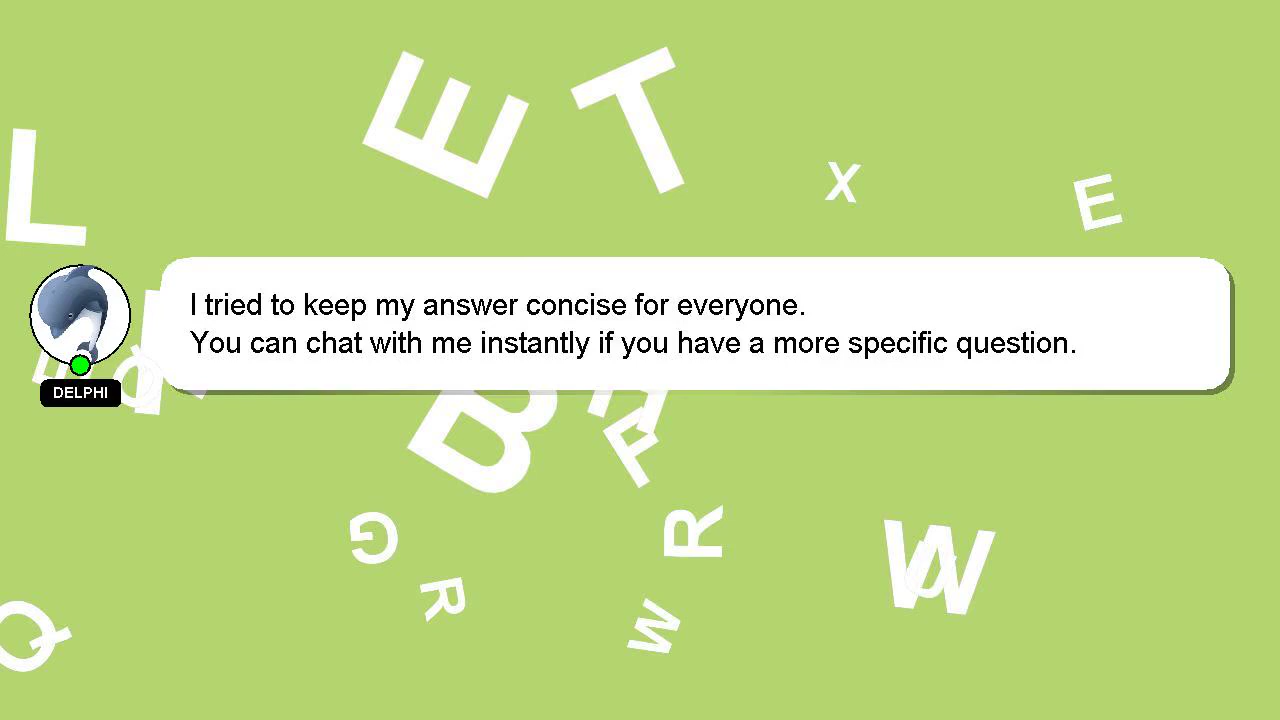 E T
L X E
I tried to keep my answer concise for everyone.
You can chat with me instantly if you have a more specific question.
DELPHI
B
G R W
R W
Q